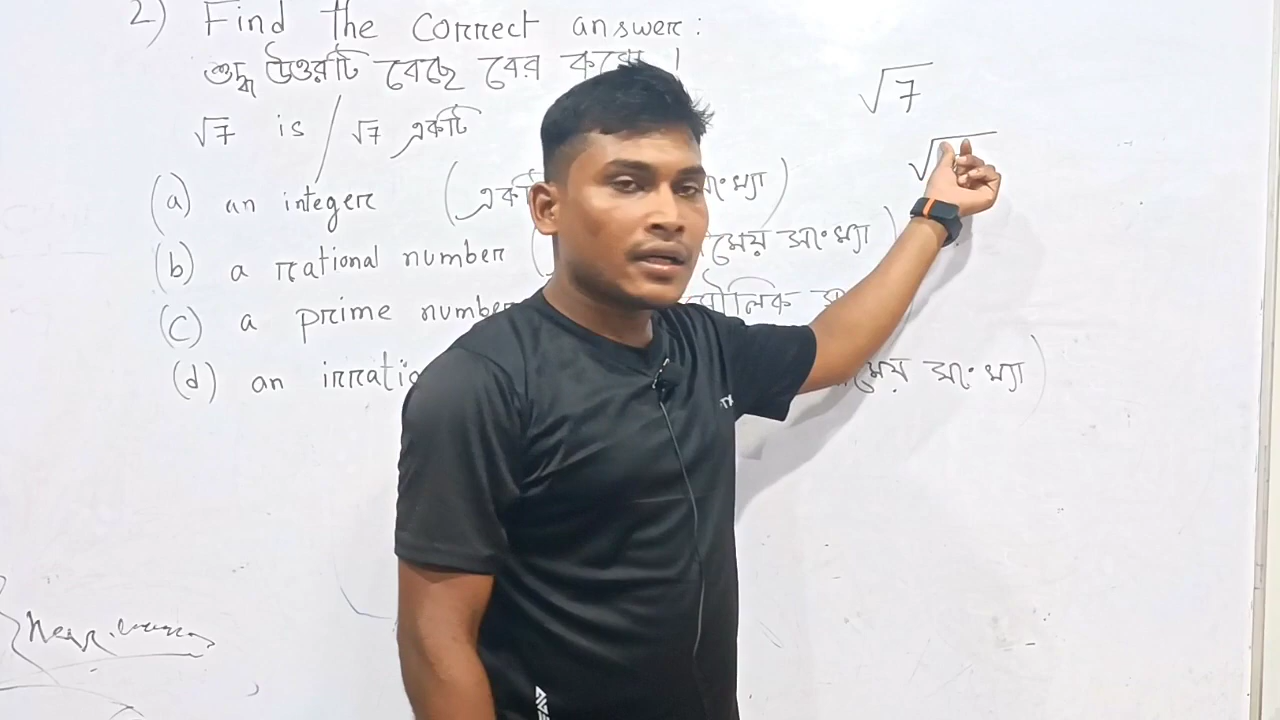 2) Find the correct answer:
শুদ্ধ উত্তরটি বেছে বের করো।
√7 is / √7 একটি
√7
√
(a) an integer (একটি সংখ্যা)
(b) a rational number ( মেয় সংখ্যা)
(c) a prime number মৌলিক স
(d) an irratio মেয় সংখ্যা)